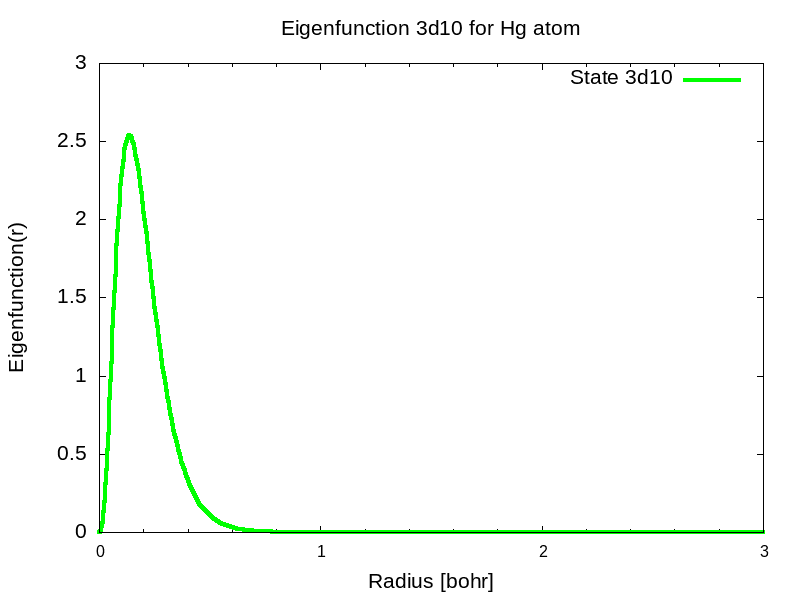 Eigenfunction 3d10 for Hg atom
State 3d10
3
2.5
2
1.5
1
0.5
0
Eigenfunction(r)
0 1 2 3
Radius [bohr]